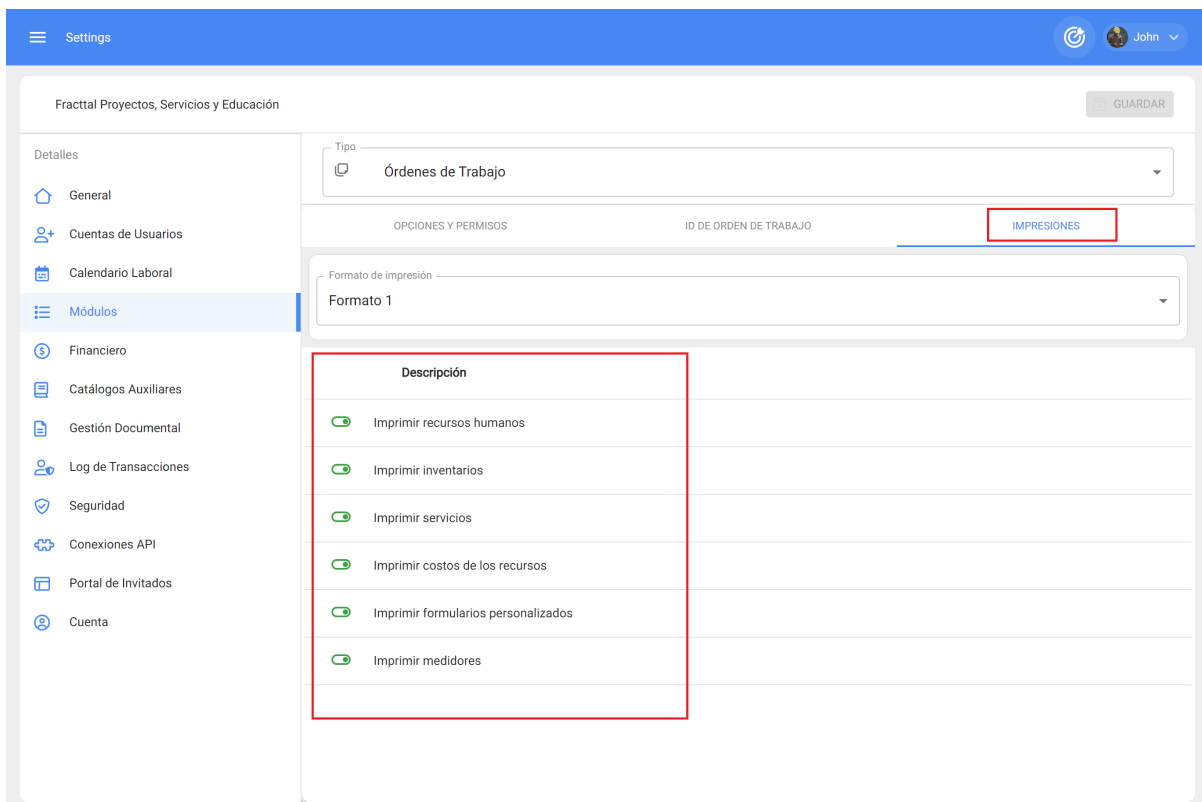 Settings
John
Fracttal Proyectos, Servicios y Educación
GUARDAR
Detalles
General
Cuentas de Usuarios
Calendario Laboral
Módulos
Financiero
Catálogos Auxiliares
Gestión Documental
Log de Transacciones
Seguridad
Conexiones API
Portal de Invitados
Cuenta
Tipo
Órdenes de Trabajo
OPCIONES Y PERMISOS
ID DE ORDEN DE TRABAJO
IMPRESIONES
Formato de impresión
Formato 1
Descripción
Imprimir recursos humanos
Imprimir inventarios
Imprimir servicios
Imprimir costos de los recursos
Imprimir formularios personalizados
Imprimir medidores